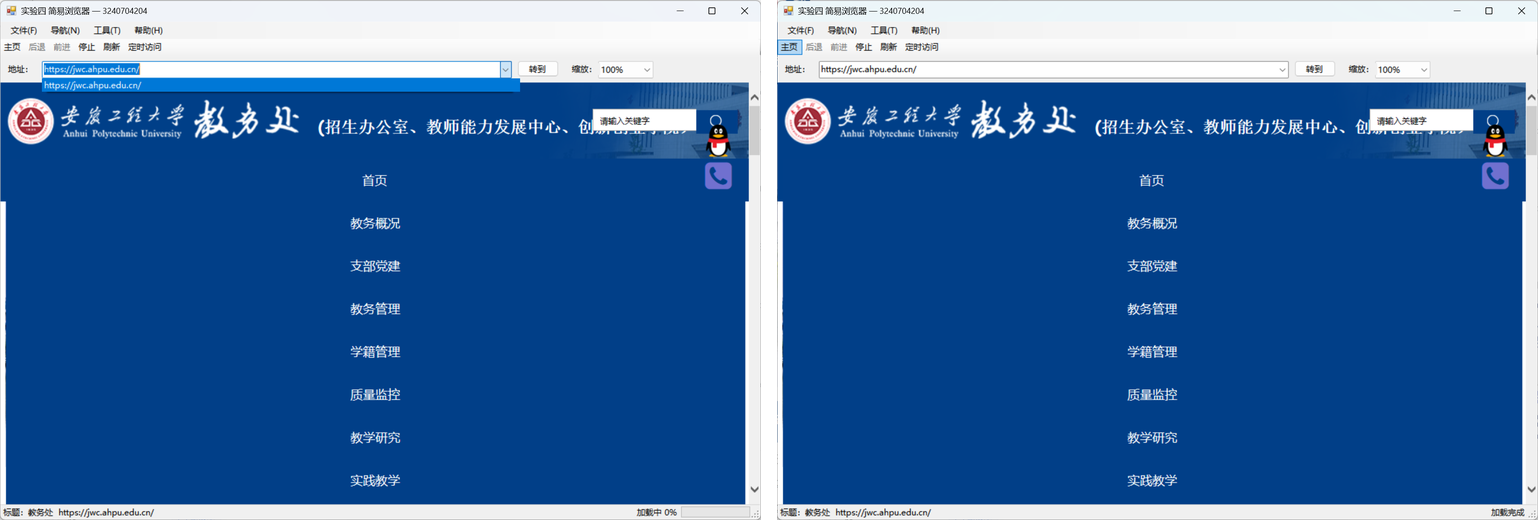 实验四 简易浏览器 — 3240704204
文件(F) 导航(N) 工具(T) 帮助(H)
主页 后退 前进 停止 刷新 定时访问
地址: https://jwc.ahpu.edu.cn/ 转到 缩放: 100%
https://jwc.ahpu.edu.cn/
安徽工程大学 教务处 (招生办公室、教师能力发展中心、创新创业学院)
Anhui Polytechnic University
请输入关键字
首页
教务概况
支部党建
教务管理
学籍管理
质量监控
教学研究
实践教学
标题: 教务处 https://jwc.ahpu.edu.cn/ 加载中 0%
实验四 简易浏览器 — 3240704204
文件(F) 导航(N) 工具(T) 帮助(H)
主页 后退 前进 停止 刷新 定时访问
地址: https://jwc.ahpu.edu.cn/ 转到 缩放: 100%
安徽工程大学 教务处 (招生办公室、教师能力发展中心、创新创业学院)
Anhui Polytechnic University
请输入关键字
首页
教务概况
支部党建
教务管理
学籍管理
质量监控
教学研究
实践教学
标题: 教务处 https://jwc.ahpu.edu.cn/ 加载完成